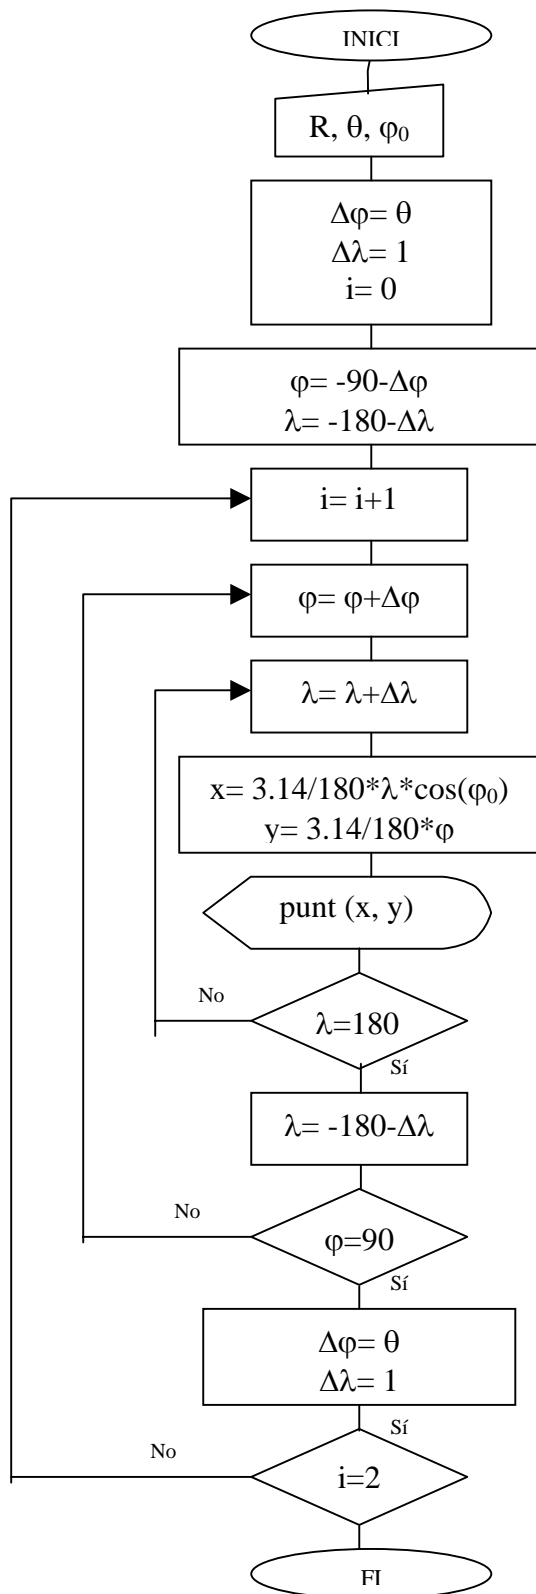 INICI
R, θ, φ₀
Δφ= θ
Δλ= 1
i= 0
φ= -90-Δφ
λ= -180-Δλ
i= i+1
φ= φ+Δφ
λ= λ+Δλ
x= 3.14/180*λ*cos(φ₀)
y= 3.14/180*φ
punt (x, y)
No
λ=180
Sí
λ= -180-Δλ
No
φ=90
Sí
Δφ= θ
Δλ= 1
No
Sí
i=2
FI